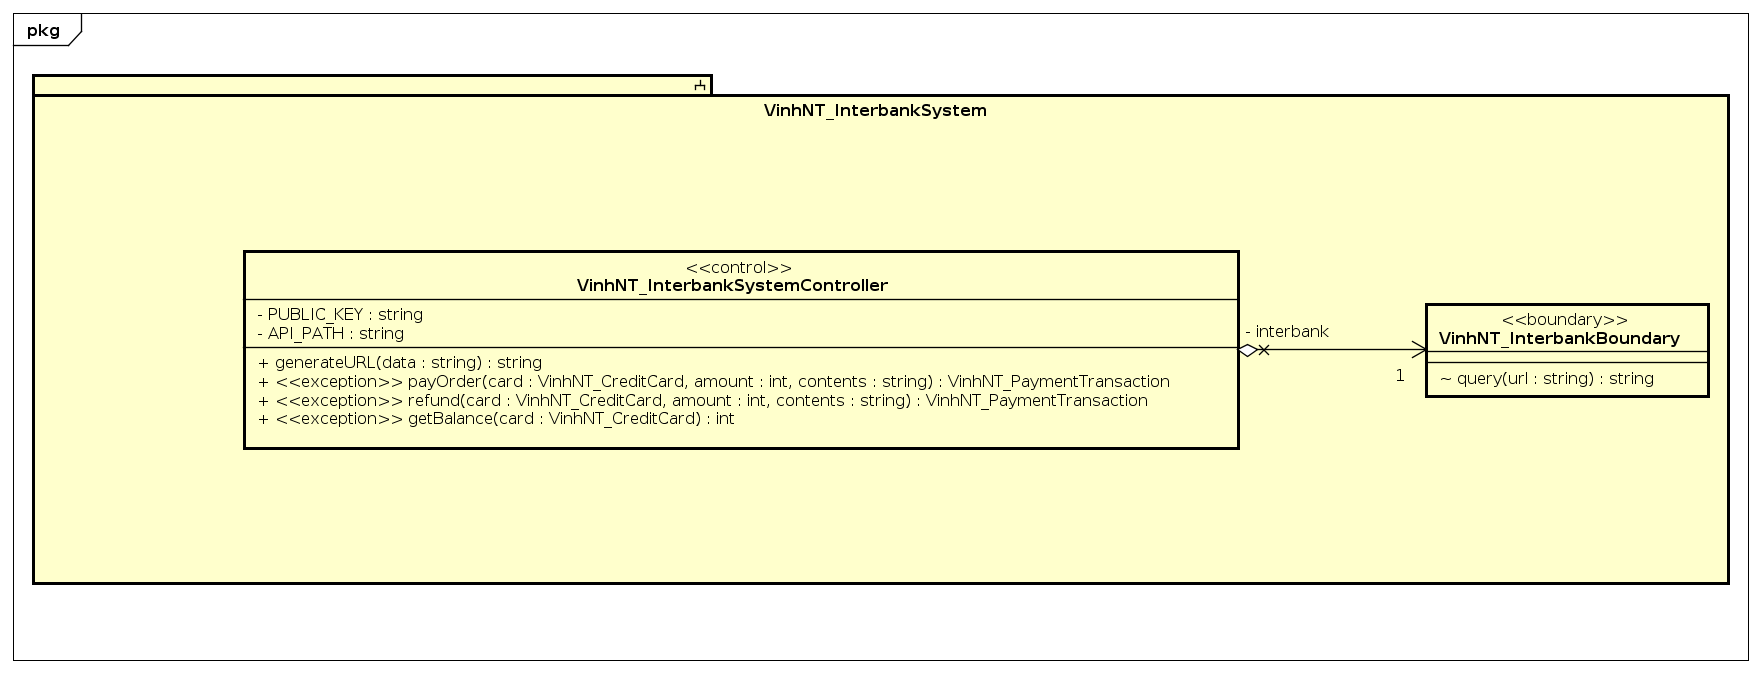 pkg
VinhNT_InterbankSystem
<<control>>
VinhNT_InterbankSystemController
- PUBLIC_KEY : string
- API_PATH : string
+ generateURL(data : string) : string
+ <<exception>> payOrder(card : VinhNT_CreditCard, amount : int, contents : string) : VinhNT_PaymentTransaction
+ <<exception>> refund(card : VinhNT_CreditCard, amount : int, contents : string) : VinhNT_PaymentTransaction
+ <<exception>> getBalance(card : VinhNT_CreditCard) : int
- interbank
1
<<boundary>>
VinhNT_InterbankBoundary
~ query(url : string) : string